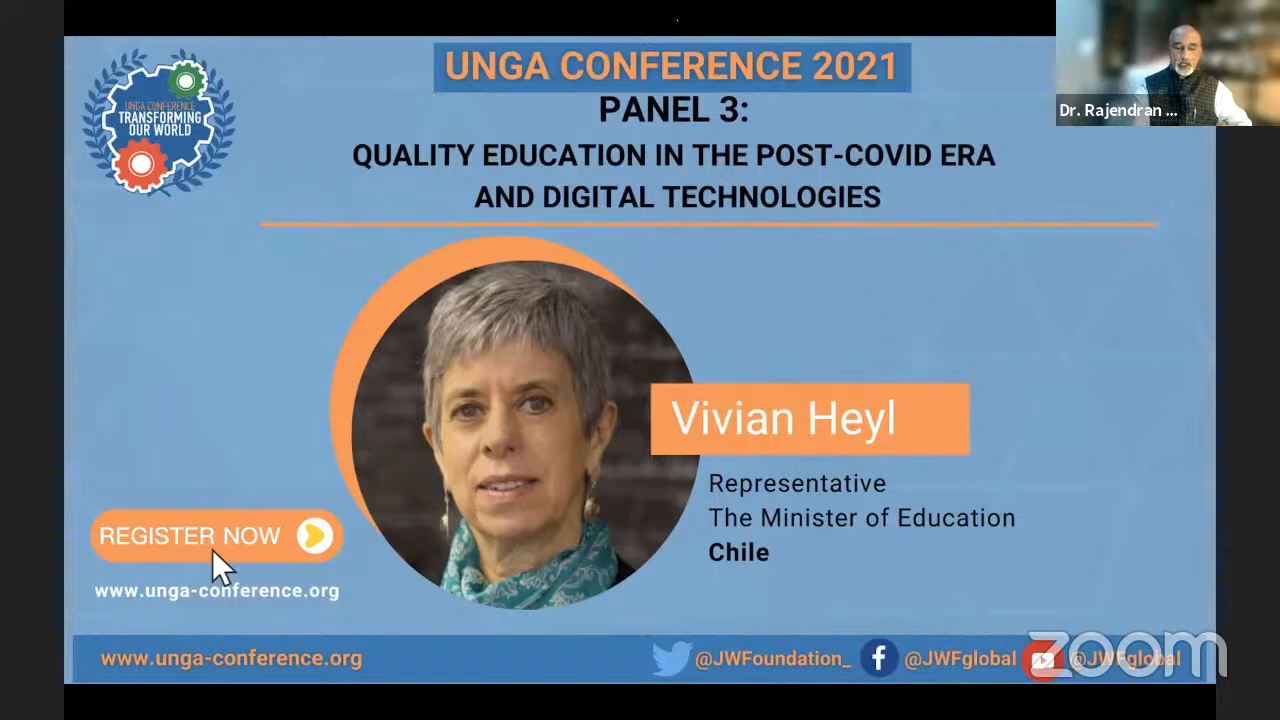 UNGA CONFERENCE 2021
PANEL 3:
QUALITY EDUCATION IN THE POST-COVID ERA
AND DIGITAL TECHNOLOGIES
UNGA CONFERENCE
TRANSFORMING
OUR WORLD
Dr. Rajendran ...
Vivian Heyl
Representative
The Minister of Education
Chile
REGISTER NOW
www.unga-conference.org
www.unga-conference.org
@JWFoundation_
@JWFglobal
@JWFglobal
zoom